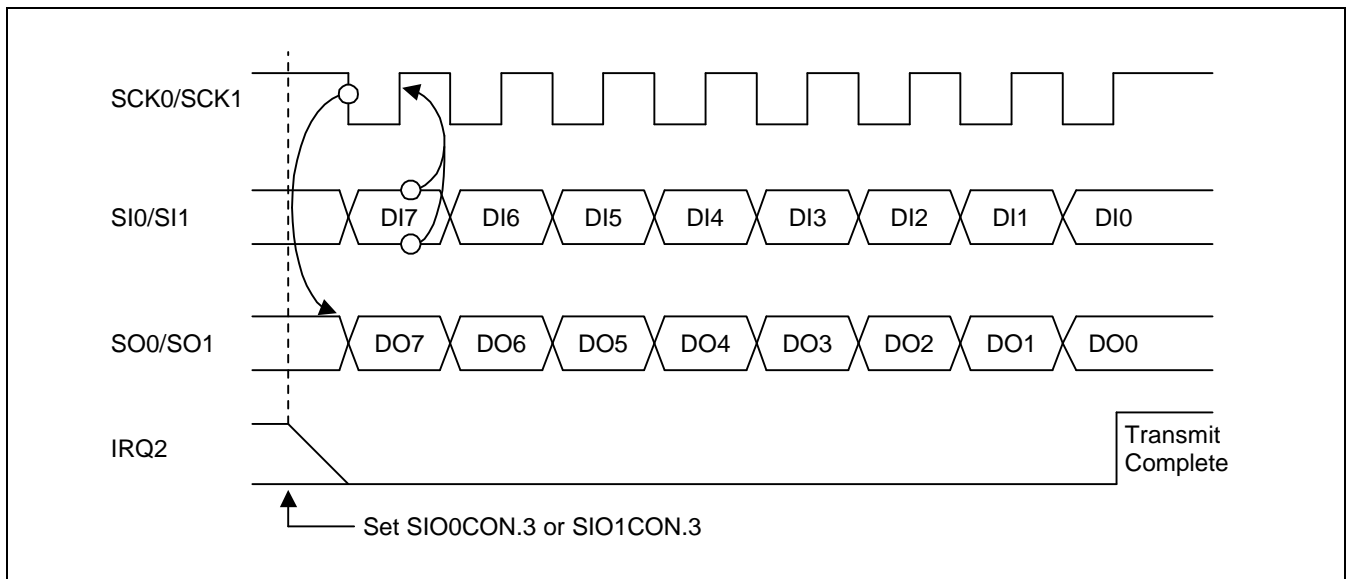 SCK0/SCK1
SI0/SI1
DI7 DI6 DI5 DI4 DI3 DI2 DI1 DI0
SO0/SO1
DO7 DO6 DO5 DO4 DO3 DO2 DO1 DO0
IRQ2
Transmit
Complete
Set SIO0CON.3 or SIO1CON.3